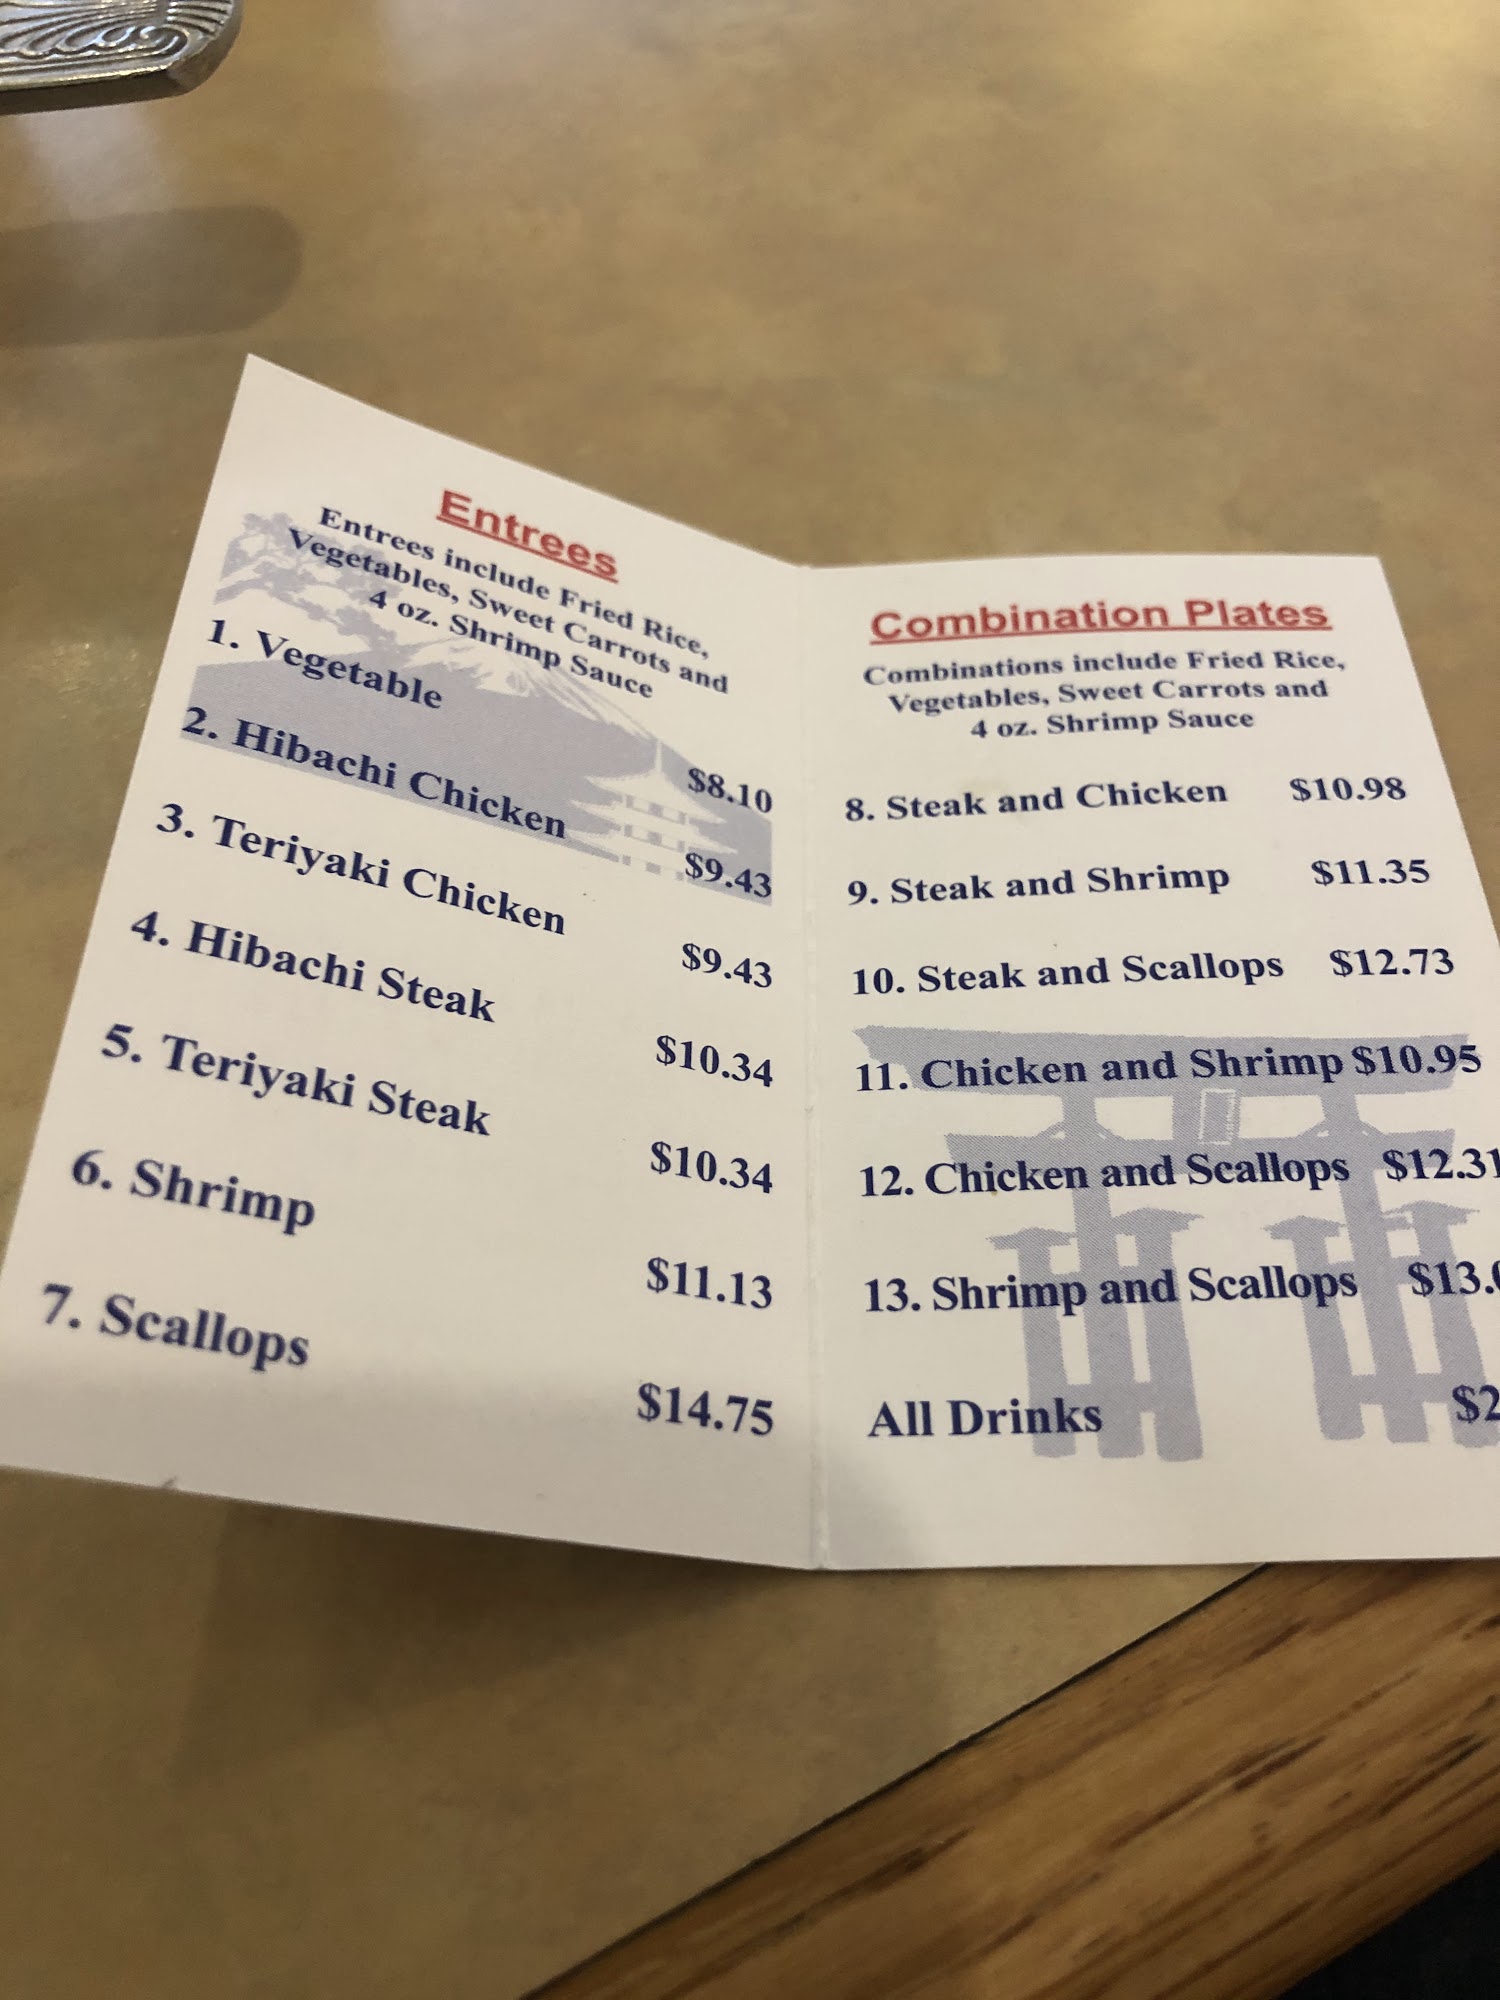 Entrees
Entrees include Fried Rice,
Vegetables, Sweet Carrots and
4 oz. Shrimp Sauce
1. Vegetable $8.10
2. Hibachi Chicken $9.43
3. Teriyaki Chicken $9.43
4. Hibachi Steak $10.34
5. Teriyaki Steak $10.34
6. Shrimp $11.13
7. Scallops $14.75
Combination Plates
Combinations include Fried Rice,
Vegetables, Sweet Carrots and
4 oz. Shrimp Sauce
8. Steak and Chicken $10.98
9. Steak and Shrimp $11.35
10. Steak and Scallops $12.73
11. Chicken and Shrimp $10.95
12. Chicken and Scallops $12.31
13. Shrimp and Scallops
All Drinks